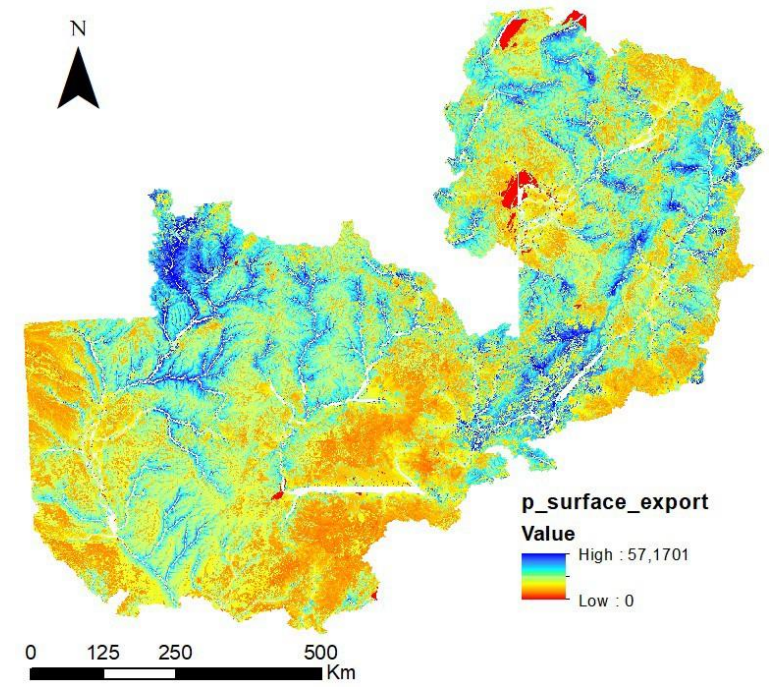 N
p_surface_export
Value
High : 57,1701
Low : 0
0 125 250 500
Km